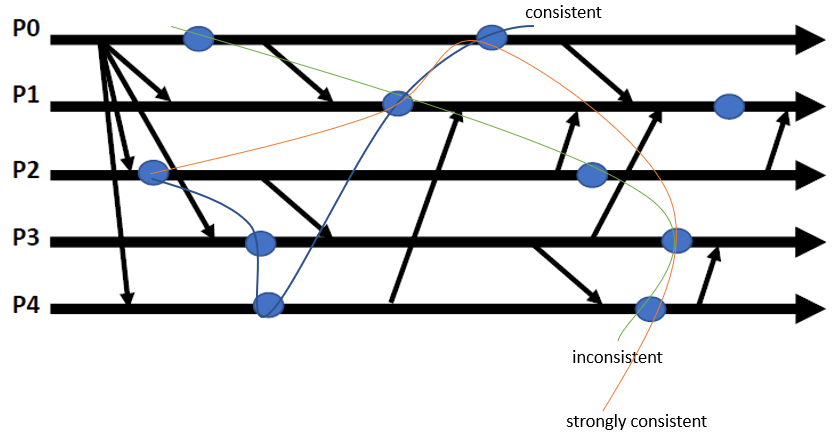 consistent
P0
P1
P2
P3
P4
inconsistent
strongly consistent